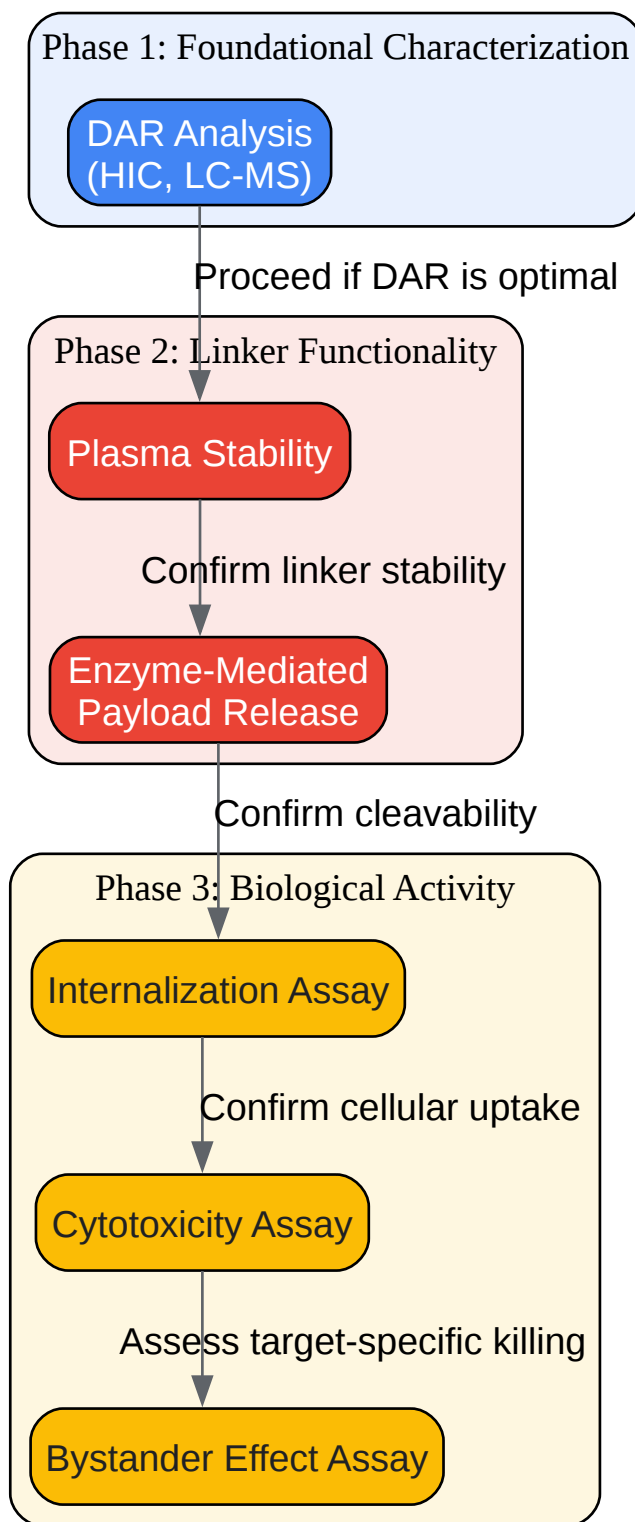 Phase 1: Foundational Characterization
DAR Analysis
(HIC, LC-MS)
Proceed if DAR is optimal
Phase 2: Linker Functionality
Plasma Stability
Confirm linker stability
Enzyme-Mediated
Payload Release
Confirm cleavability
Phase 3: Biological Activity
Internalization Assay
Confirm cellular uptake
Cytotoxicity Assay
Assess target-specific killing
Bystander Effect Assay